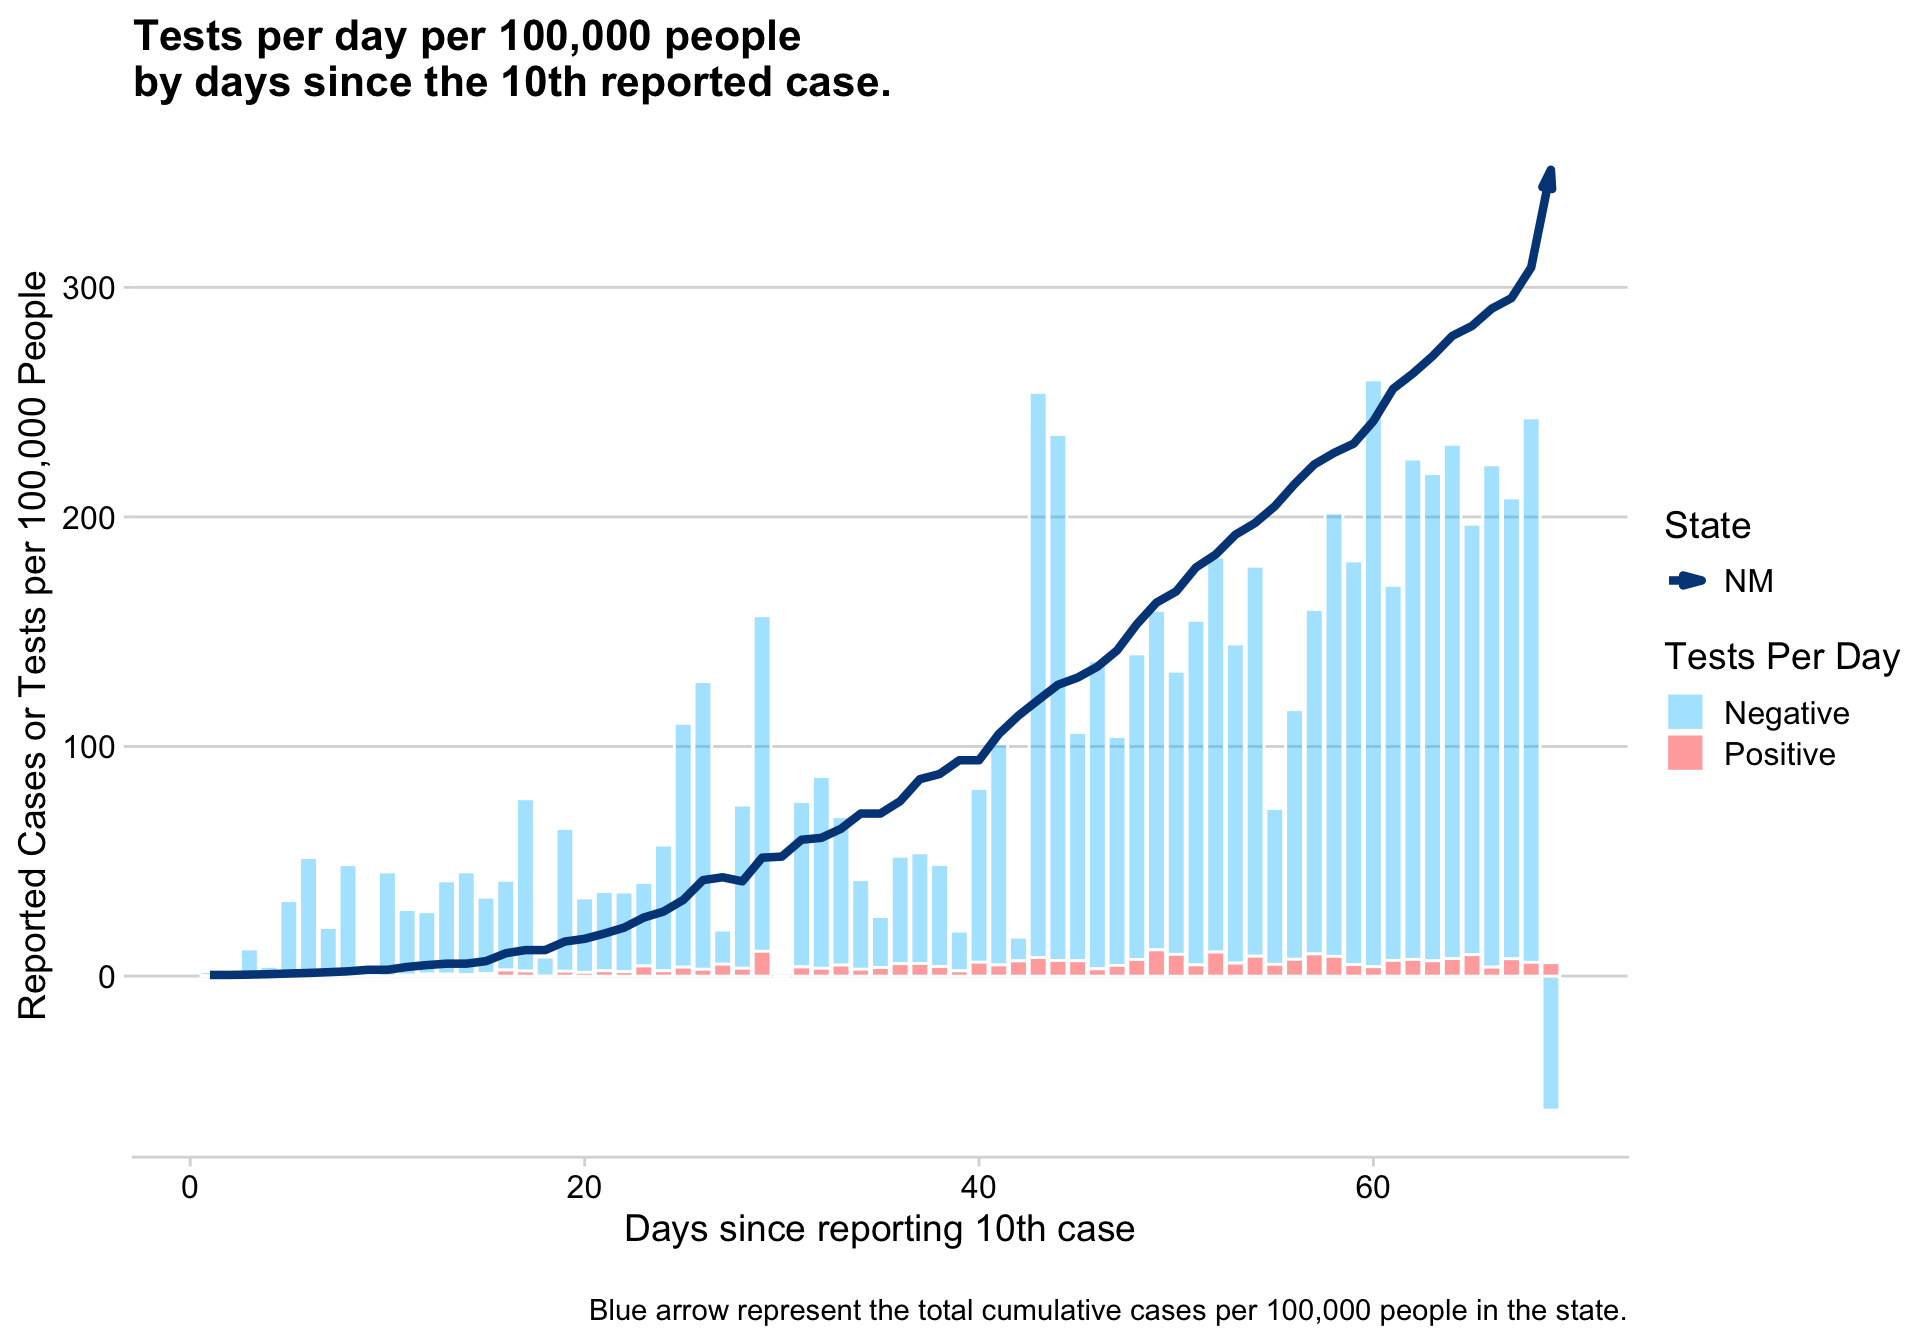 Tests per day per 100,000 people
by days since the 10th reported case.
Reported Cases or Tests per 100,000 People
300
200
100
0
0
20
40
60
Days since reporting 10th case
State
NM
Tests Per Day
Negative
Positive
Blue arrow represent the total cumulative cases per 100,000 people in the state.